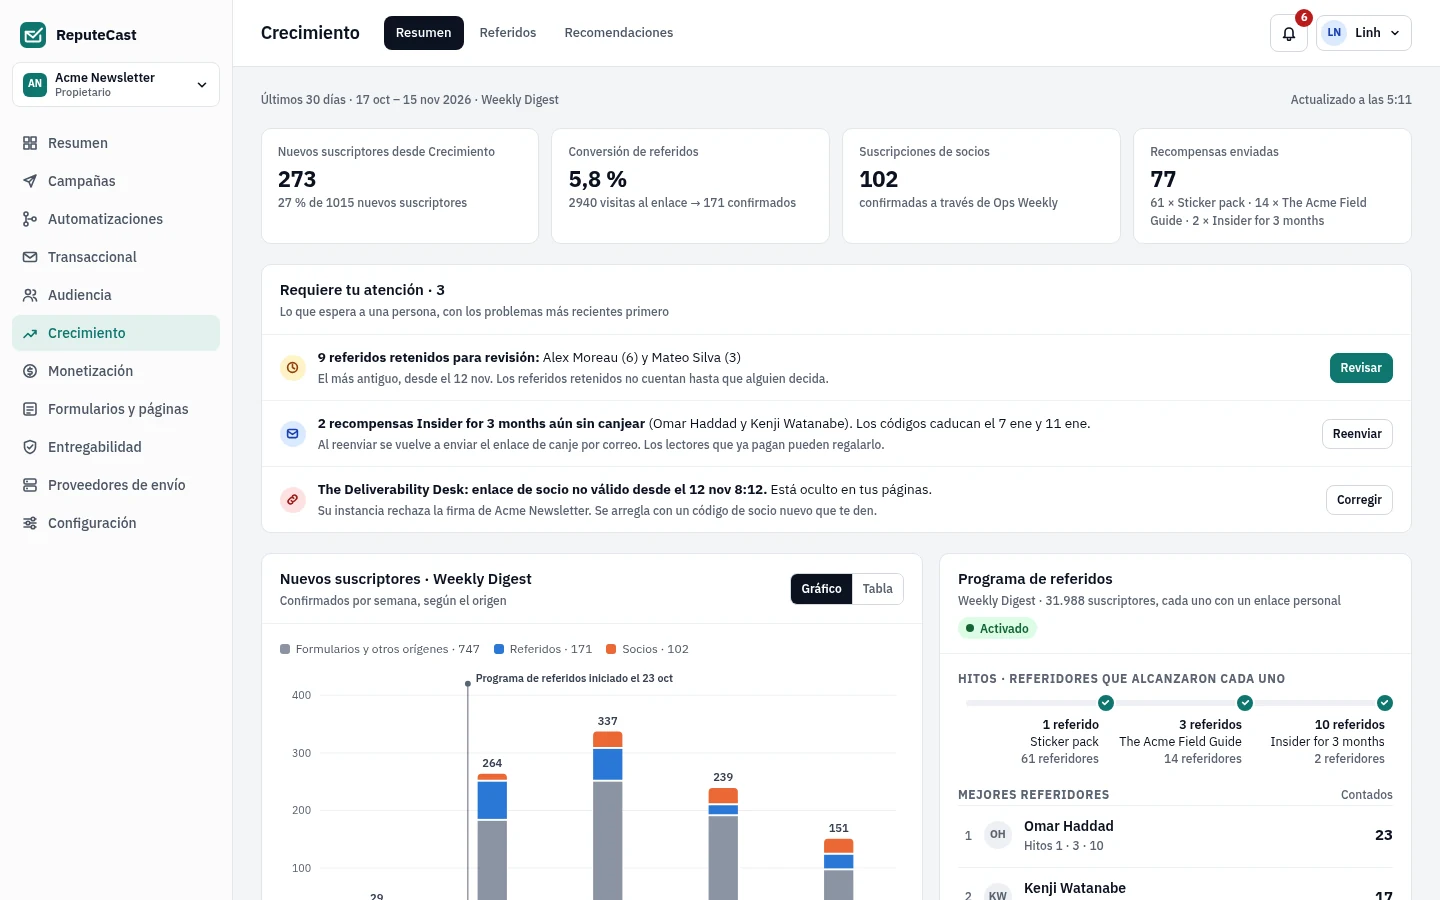 ReputeCast
AN
Acme Newsletter
Propietario
Resumen
Campañas
Automatizaciones
Transaccional
Audiencia
Crecimiento
Monetización
Formularios y páginas
Entregabilidad
Proveedores de envío
Configuración
Crecimiento
Resumen
Referidos
Recomendaciones
6
LN
Linh
Últimos 30 días · 17 oct – 15 nov 2026 · Weekly Digest
Actualizado a las 5:11
Nuevos suscriptores desde Crecimiento
273
27 % de 1015 nuevos suscriptores
Conversión de referidos
5,8 %
2940 visitas al enlace → 171 confirmados
Suscripciones de socios
102
confirmadas a través de Ops Weekly
Recompensas enviadas
77
61 × Sticker pack · 14 × The Acme Field
Guide · 2 × Insider for 3 months
Requiere tu atención · 3
Lo que espera a una persona, con los problemas más recientes primero
9 referidos retenidos para revisión: Alex Moreau (6) y Mateo Silva (3)
El más antiguo, desde el 12 nov. Los referidos retenidos no cuentan hasta que alguien decida.
Revisar
2 recompensas Insider for 3 months aún sin canjear (Omar Haddad y Kenji Watanabe). Los códigos caducan el 7 ene y 11 ene.
Al reenviar se vuelve a enviar el enlace de canje por correo. Los lectores que ya pagan pueden regalarlo.
Reenviar
The Deliverability Desk: enlace de socio no válido desde el 12 nov 8:12. Está oculto en tus páginas.
Su instancia rechaza la firma de Acme Newsletter. Se arregla con un código de socio nuevo que te den.
Corregir
Nuevos suscriptores · Weekly Digest
Confirmados por semana, según el origen
Gráfico
Tabla
Formularios y otros orígenes · 747
Referidos · 171
Socios · 102
Programa de referidos iniciado el 23 oct
400
300
200
100
29
264
337
239
151
Programa de referidos
Weekly Digest · 31.988 suscriptores, cada uno con un enlace personal
Activado
HITOS · REFERIDORES QUE ALCANZARON CADA UNO
1 referido
Sticker pack
61 referidores
3 referidos
The Acme Field Guide
14 referidores
10 referidos
Insider for 3 months
2 referidores
MEJORES REFERIDORES
Contados
1
OH
Omar Haddad
Hitos 1 · 3 · 10
23
2
KW
Kenji Watanabe
17